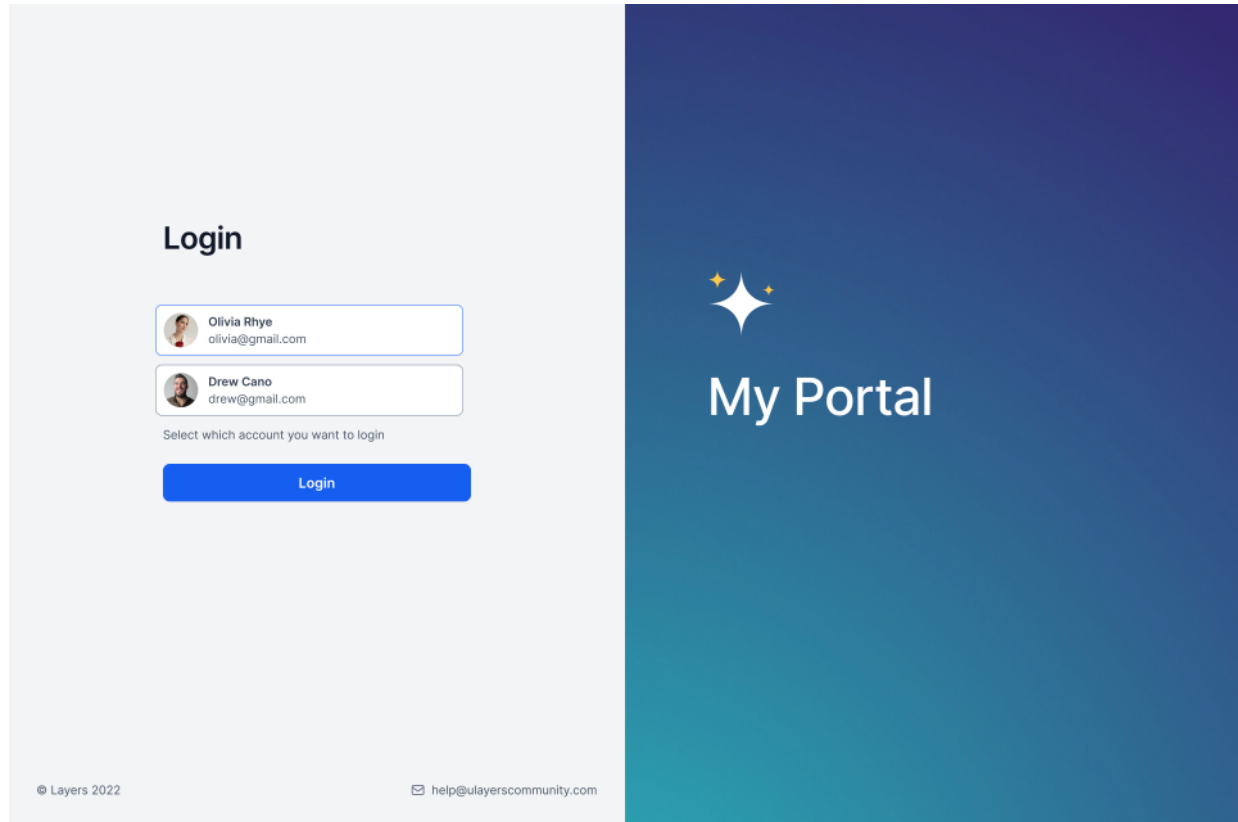 Login
Olivia Rhye
olivia@gmail.com
Drew Cano
drew@gmail.com
Select which account you want to login
Login
© Layers 2022
help@ulayerscommunity.com
My Portal